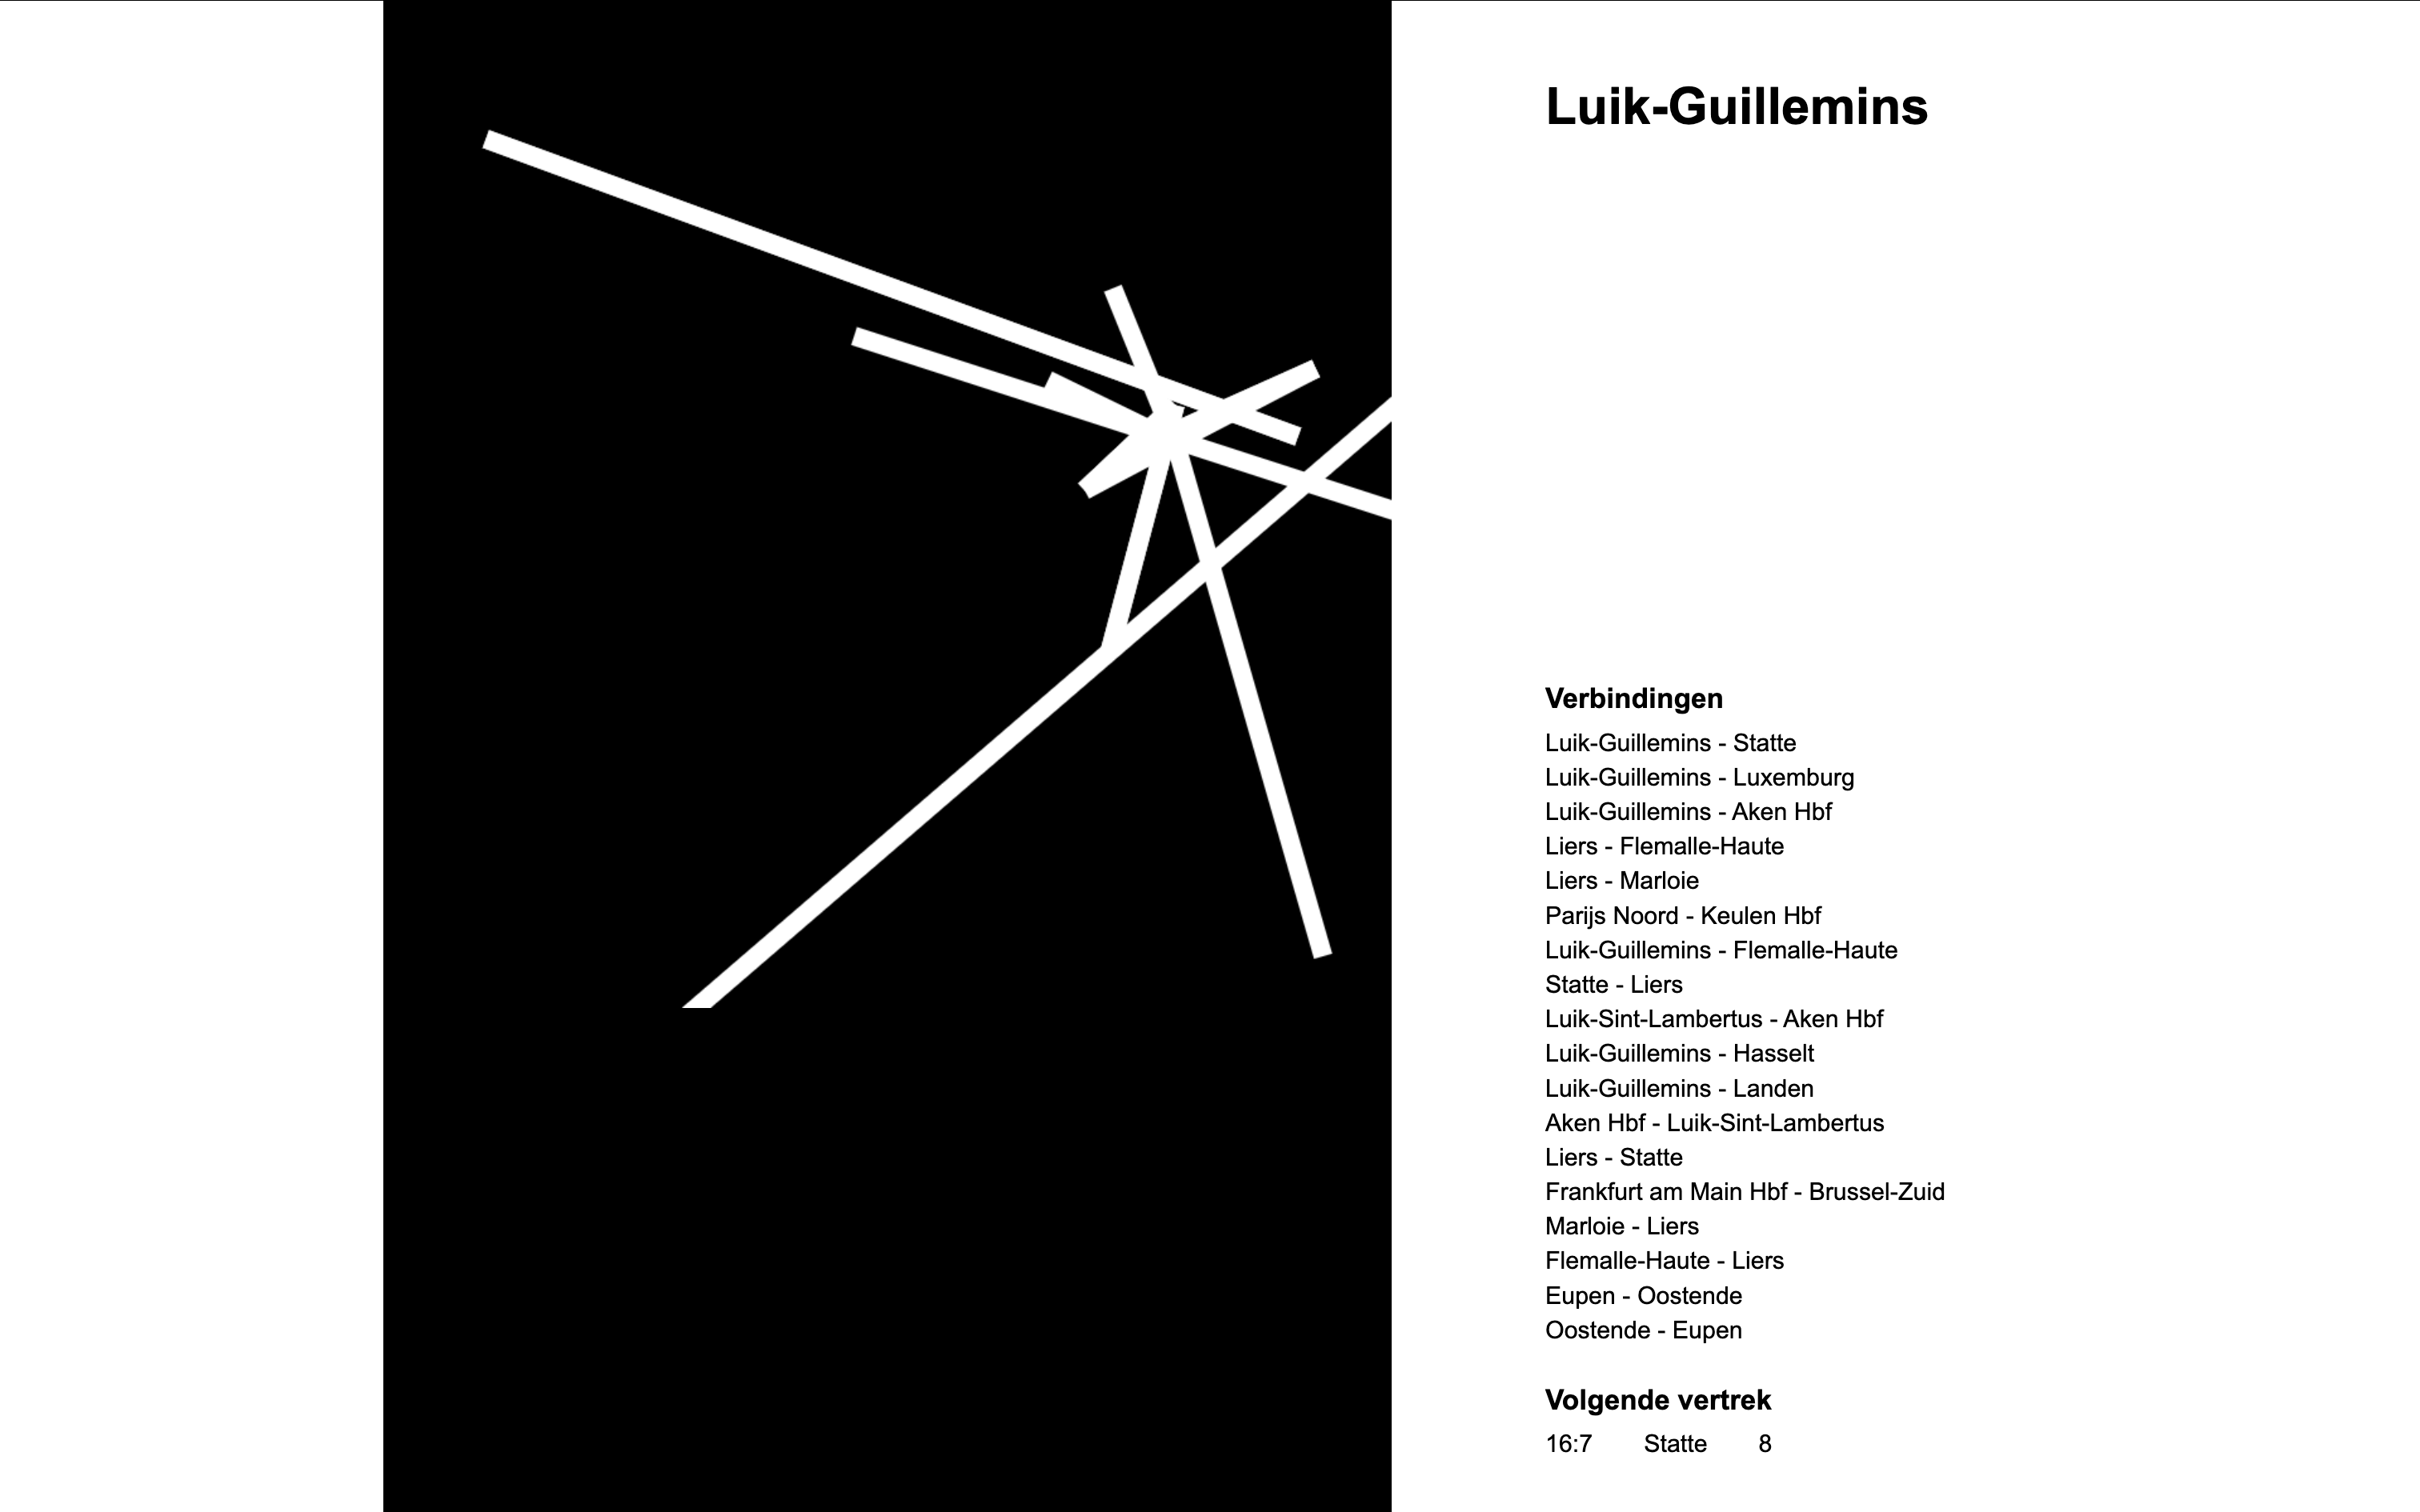 Luik-Guillemins
Verbindingen
Luik-Guillemins - Statte
Luik-Guillemins - Luxemburg
Luik-Guillemins - Aken Hbf
Liers - Flemalle-Haute
Liers - Marloie
Parijs Noord - Keulen Hbf
Luik-Guillemins - Flemalle-Haute
Statte - Liers
Luik-Sint-Lambertus - Aken Hbf
Luik-Guillemins - Hasselt
Luik-Guillemins - Landen
Aken Hbf - Luik-Sint-Lambertus
Liers - Statte
Frankfurt am Main Hbf - Brussel-Zuid
Marloie - Liers
Flemalle-Haute - Liers
Eupen - Oostende
Oostende - Eupen
Volgende vertrek
16:7 Statte 8